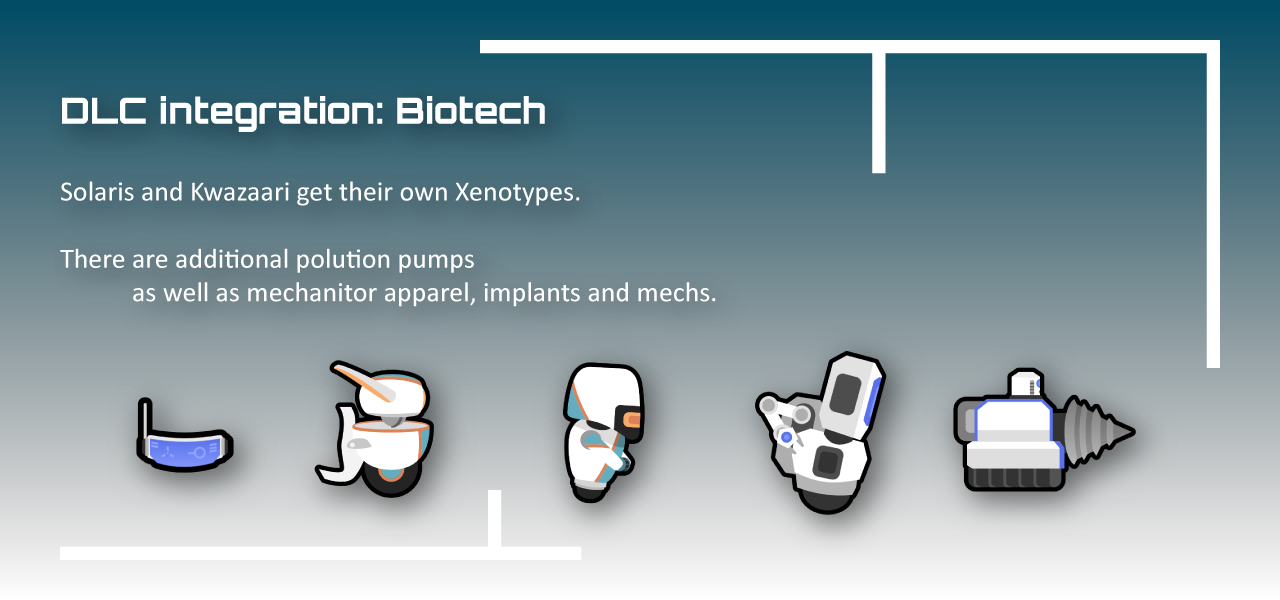 DLC integration: Biotech
Solaris and Kwazaari get their own Xenotypes.
There are additional polution pumps
as well as mechanitor apparel, implants and mechs.